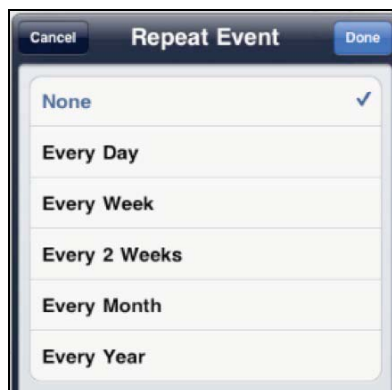 Cancel Repeat Event Done
None
Every Day
Every Week
Every 2 Weeks
Every Month
Every Year